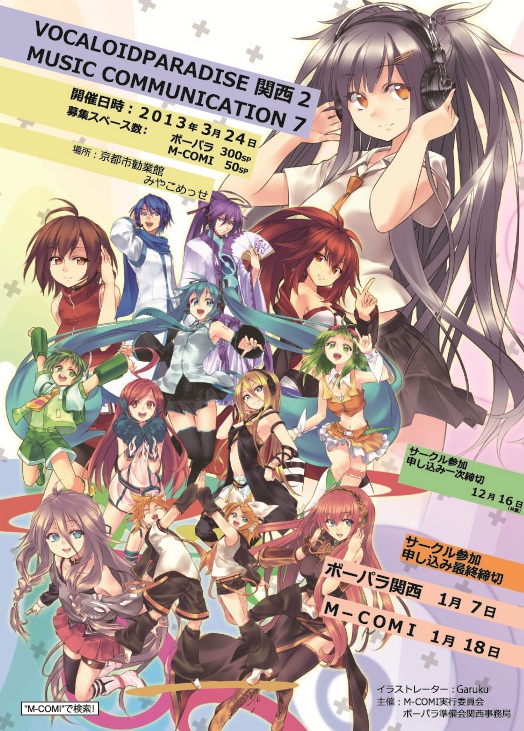 VOCALOIDPARADISE 関西 2
MUSIC COMMUNICATION 7
開催日時：２０１３年３月２４日
募集スペース数： ボーパラ 300SP
M-COMI 50SP
場所：京都市勧業館
みやこめっせ
サークル参加
申し込み一次締切
12月16日
サークル参加
申し込み最終締切
ボーパラ関西 1月7日
M－COMI 1月18日
イラストレーター：Garuku
主催：M-COMI実行委員会
ボーパラ準備会関西事務局
"M-COMI"で検索！